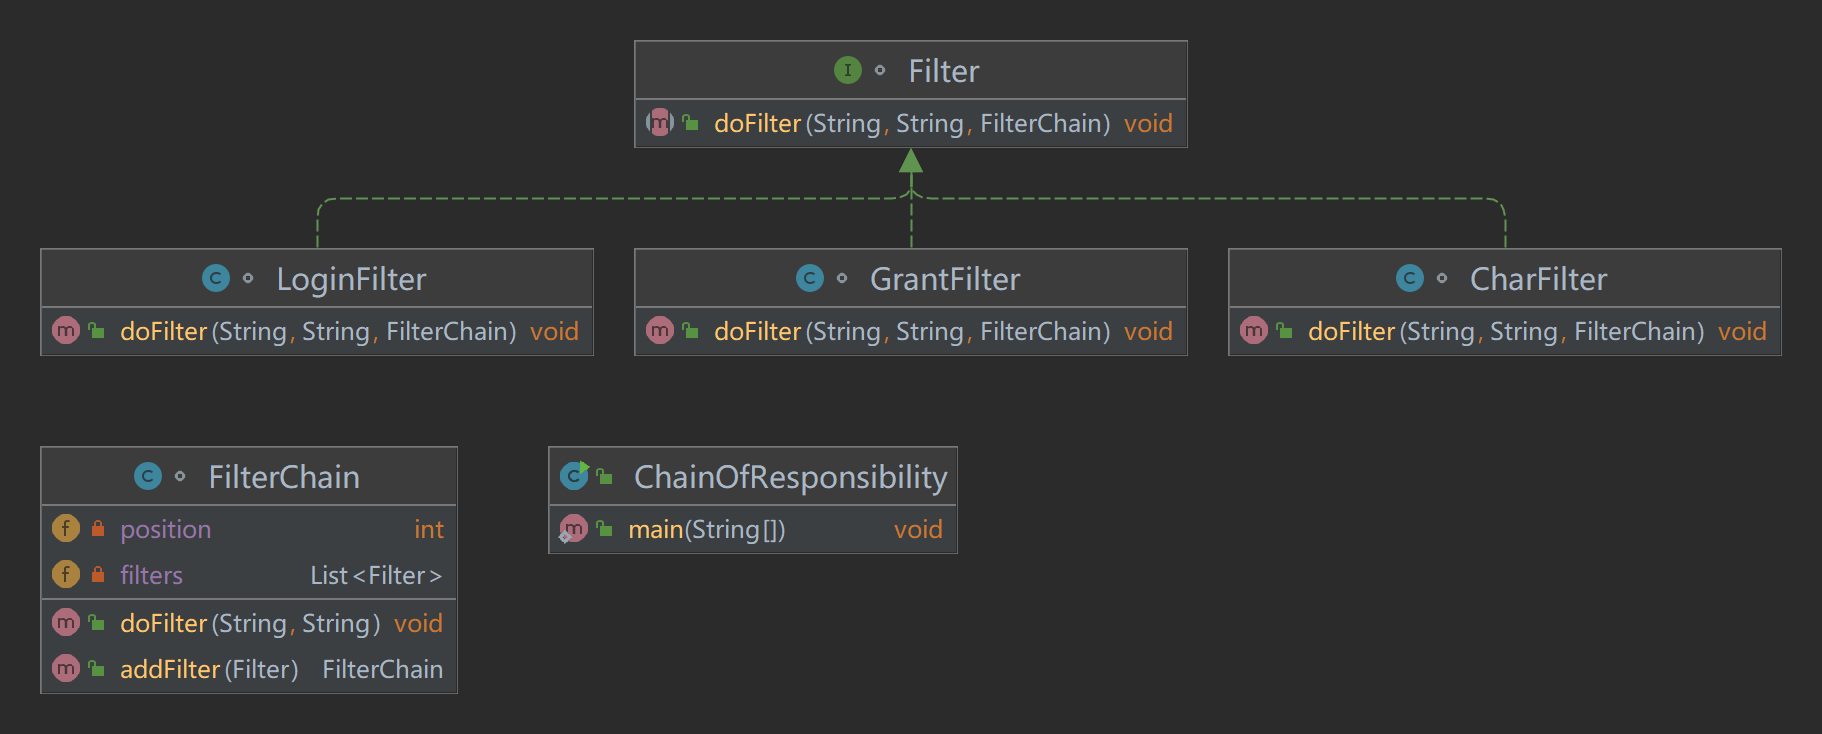 I Filter
m doFilter(String, String, FilterChain) void
C LoginFilter
m doFilter(String, String, FilterChain) void
C GrantFilter
m doFilter(String, String, FilterChain) void
C CharFilter
m doFilter(String, String, FilterChain) void
C FilterChain
f position int
f filters List<Filter>
m doFilter(String, String) void
m addFilter(Filter) FilterChain
C ChainOfResponsibility
m main(String[]) void